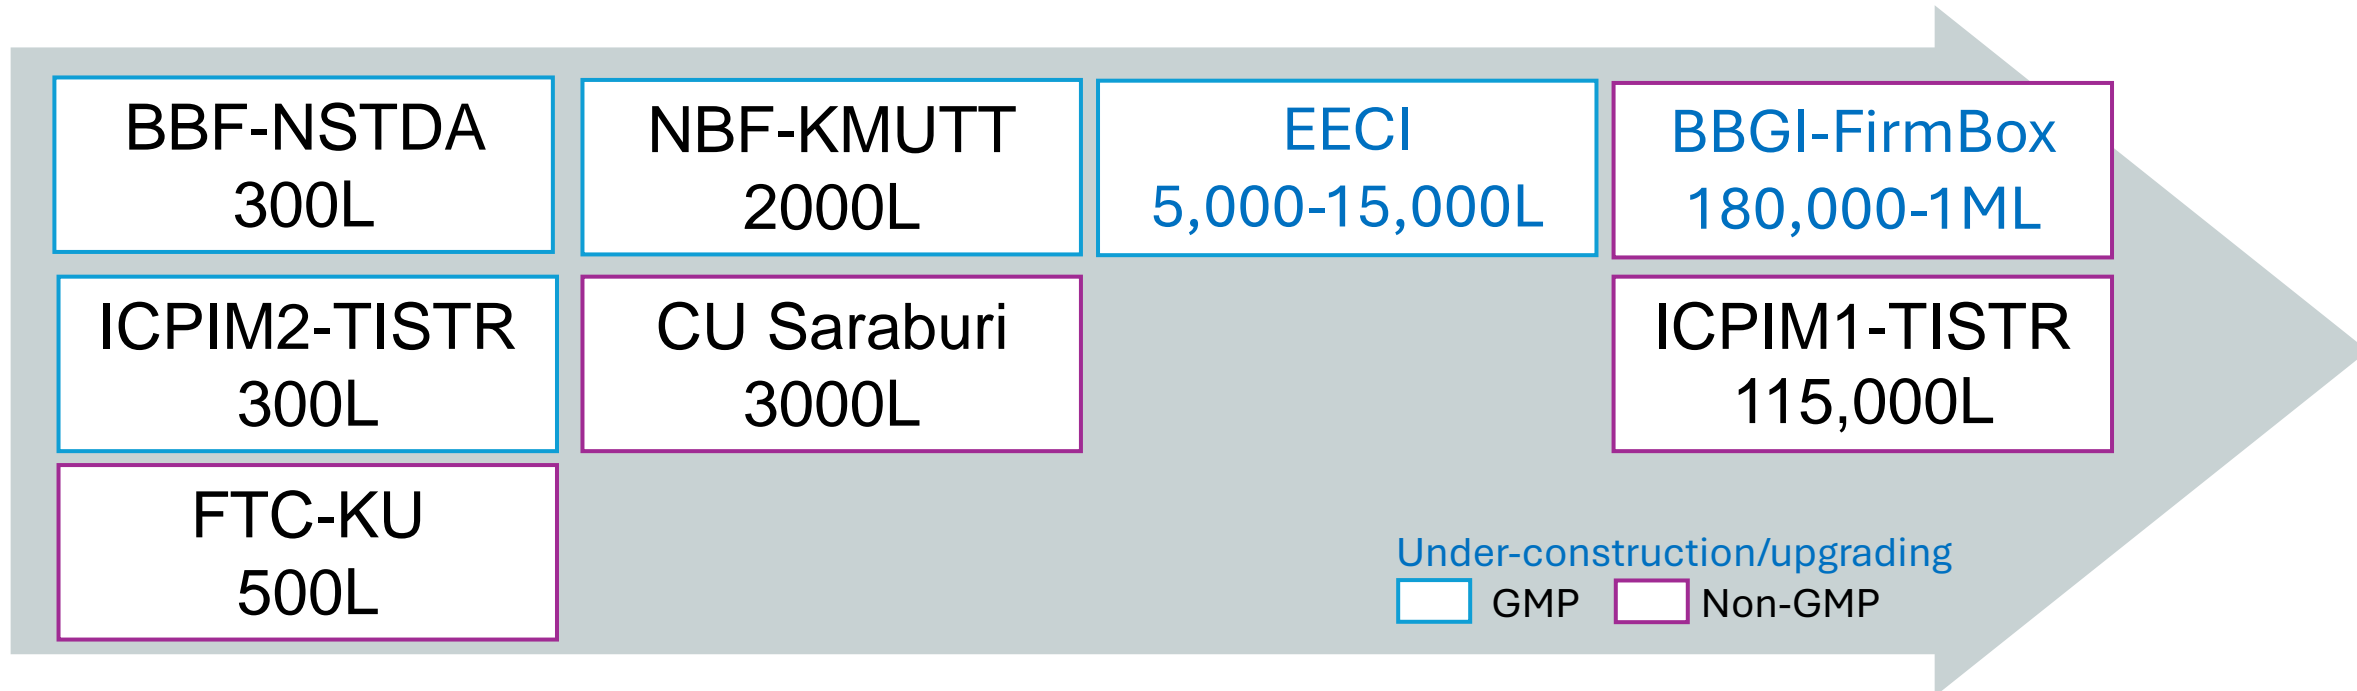 BBF-NSTDA
300L
NBF-KMUTT
2000L
EECI
5,000-15,000L
BBGI-FirmBox
180,000-1ML
ICPIM2-TISTR
300L
CU Saraburi
3000L
ICPIM1-TISTR
115,000L
FTC-KU
500L
Under-construction/upgrading
GMP
Non-GMP